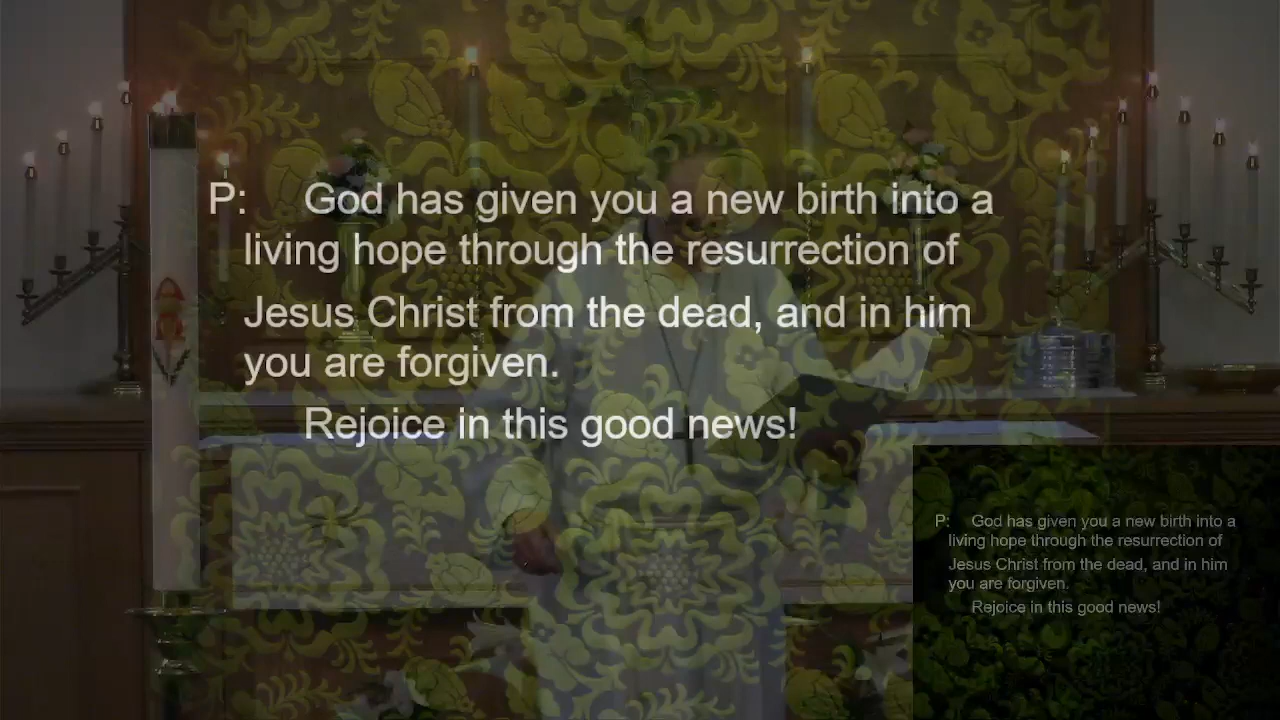 P: God has given you a new birth into a
living hope through the resurrection of
Jesus Christ from the dead, and in him
you are forgiven.
Rejoice in this good news!
P: God has given you a new birth into a
living hope through the resurrection of
Jesus Christ from the dead, and in him
you are forgiven.
Rejoice in this good news!